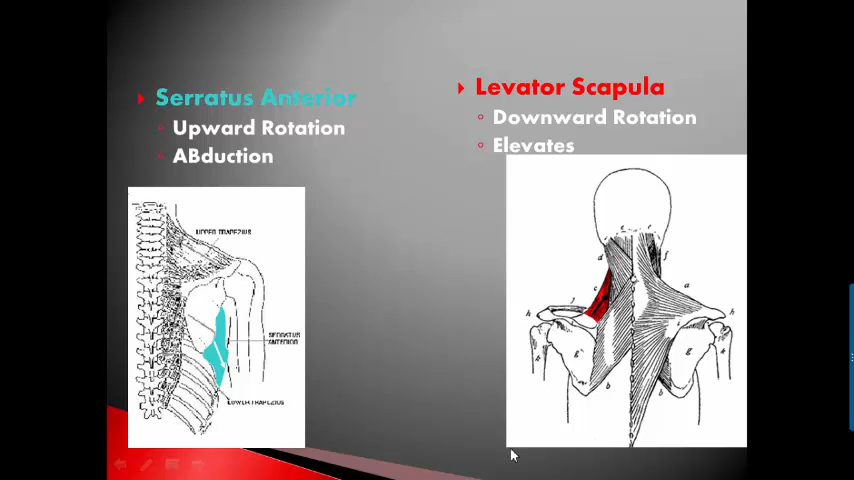 Serratus Anterior
Upward Rotation
ABduction
Levator Scapula
Downward Rotation
Elevates
UPPER TRAPEZIUS
SERRATUS
ANTERIOR
LOWER TRAPEZIUS
e
d
f
c
a
j
h
h
i
g
g
k
k
b
b